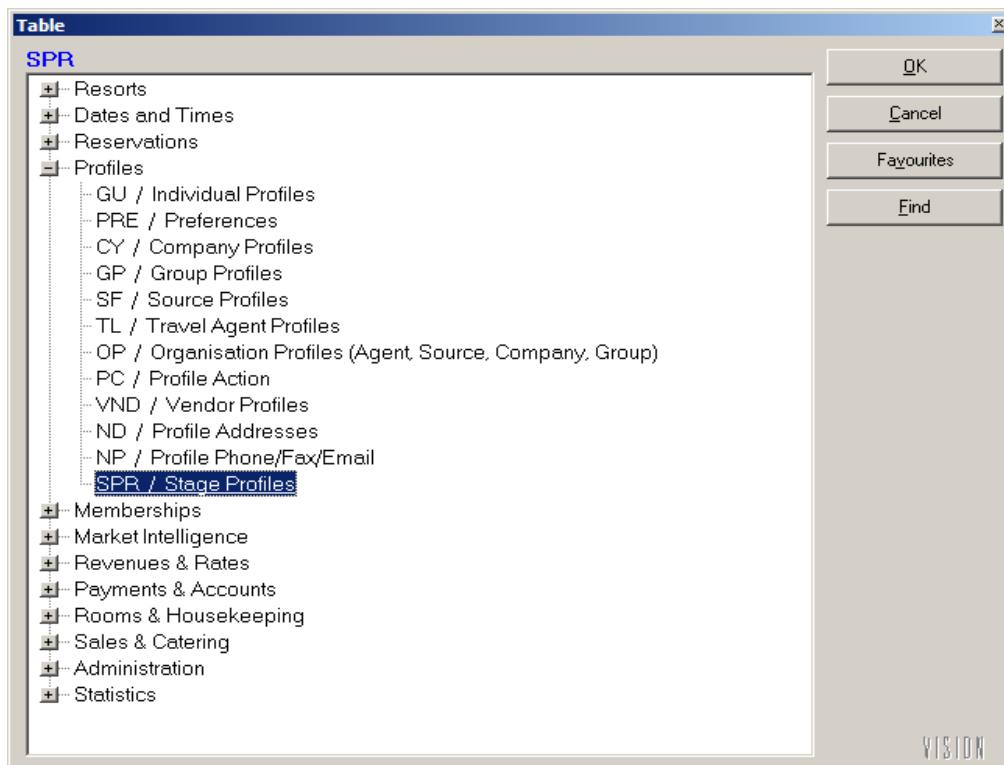 Table
SPR
Resorts
Dates and Times
Reservations
Profiles
GU / Individual Profiles
PRE / Preferences
CY / Company Profiles
GP / Group Profiles
SF / Source Profiles
TL / Travel Agent Profiles
OP / Organisation Profiles (Agent, Source, Company, Group)
PC / Profile Action
VND / Vendor Profiles
ND / Profile Addresses
NP / Profile Phone/Fax/Email
SPR / Stage Profiles
Memberships
Market Intelligence
Revenues & Rates
Payments & Accounts
Rooms & Housekeeping
Sales & Catering
Administration
Statistics
OK
Cancel
Favourites
Find
VISION